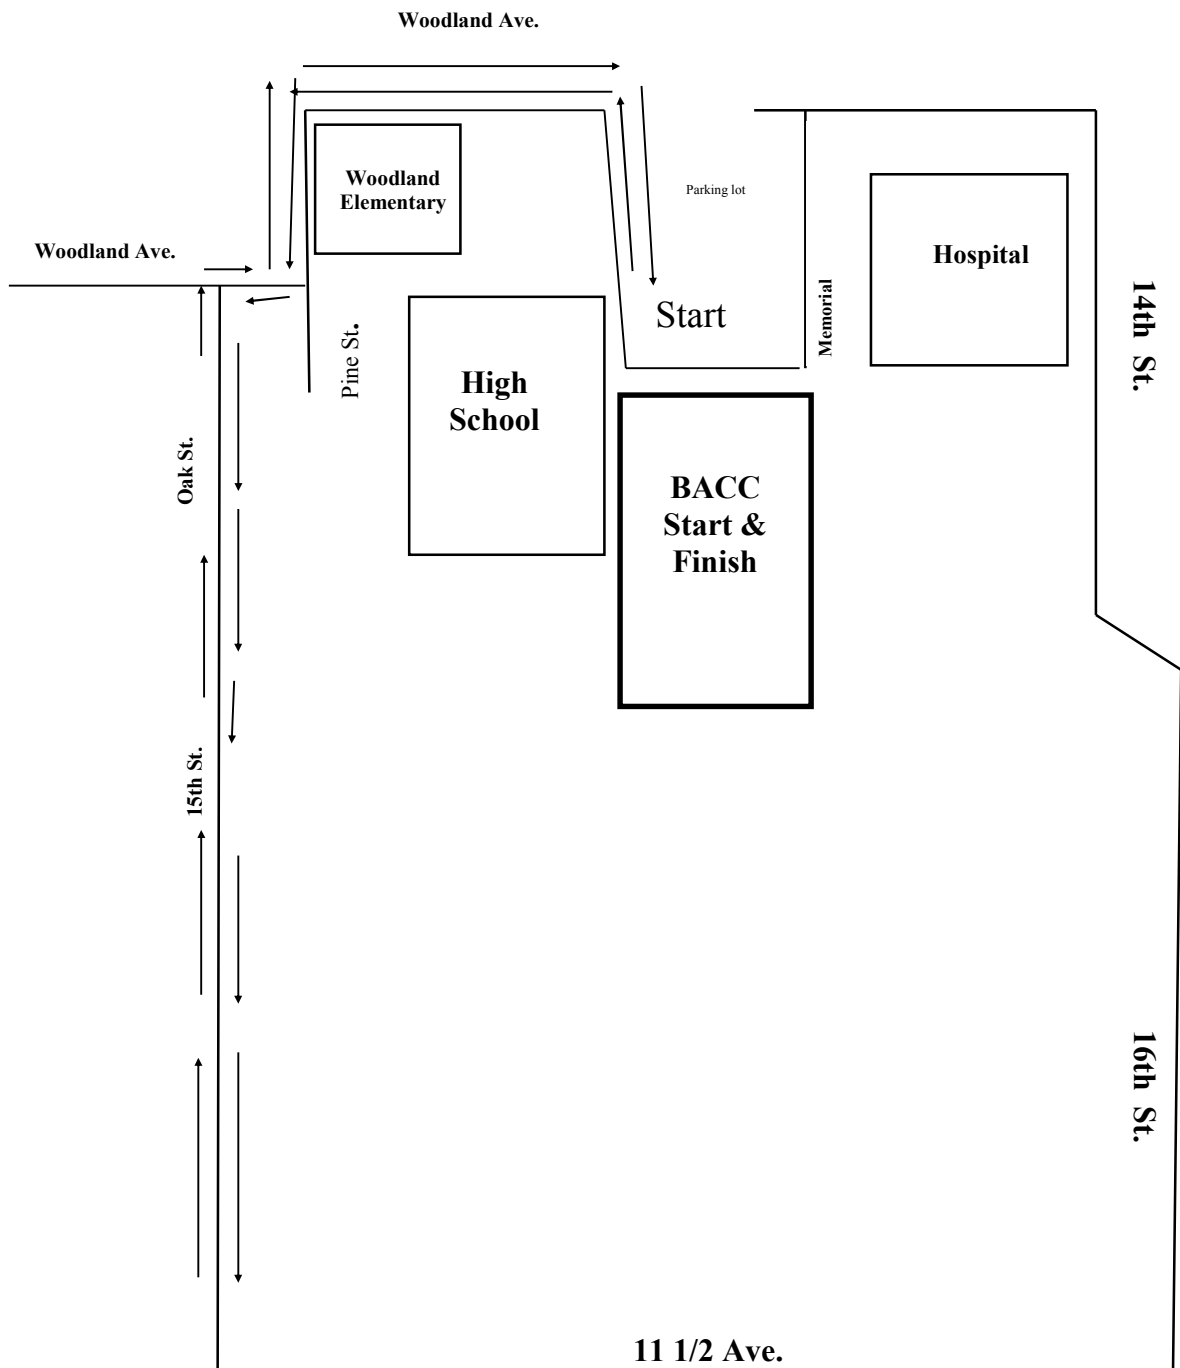 Woodland Ave.
Woodland
Elementary
Parking lot
Woodland Ave.
Hospital
Start
Memorial
14th St.
Pine St.
High
School
Oak St.
BACC
Start &
Finish
15th St.
16th St.
11 1/2 Ave.